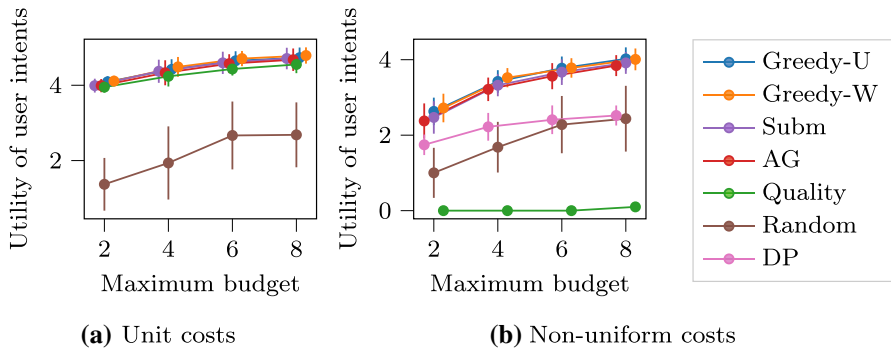 Utility of user intents
4
2
2
4
6
8
Maximum budget
(a) Unit costs
Utility of user intents
4
2
0
2
4
6
8
Maximum budget
(b) Non-uniform costs
Greedy-U
Greedy-W
Subm
AG
Quality
Random
DP